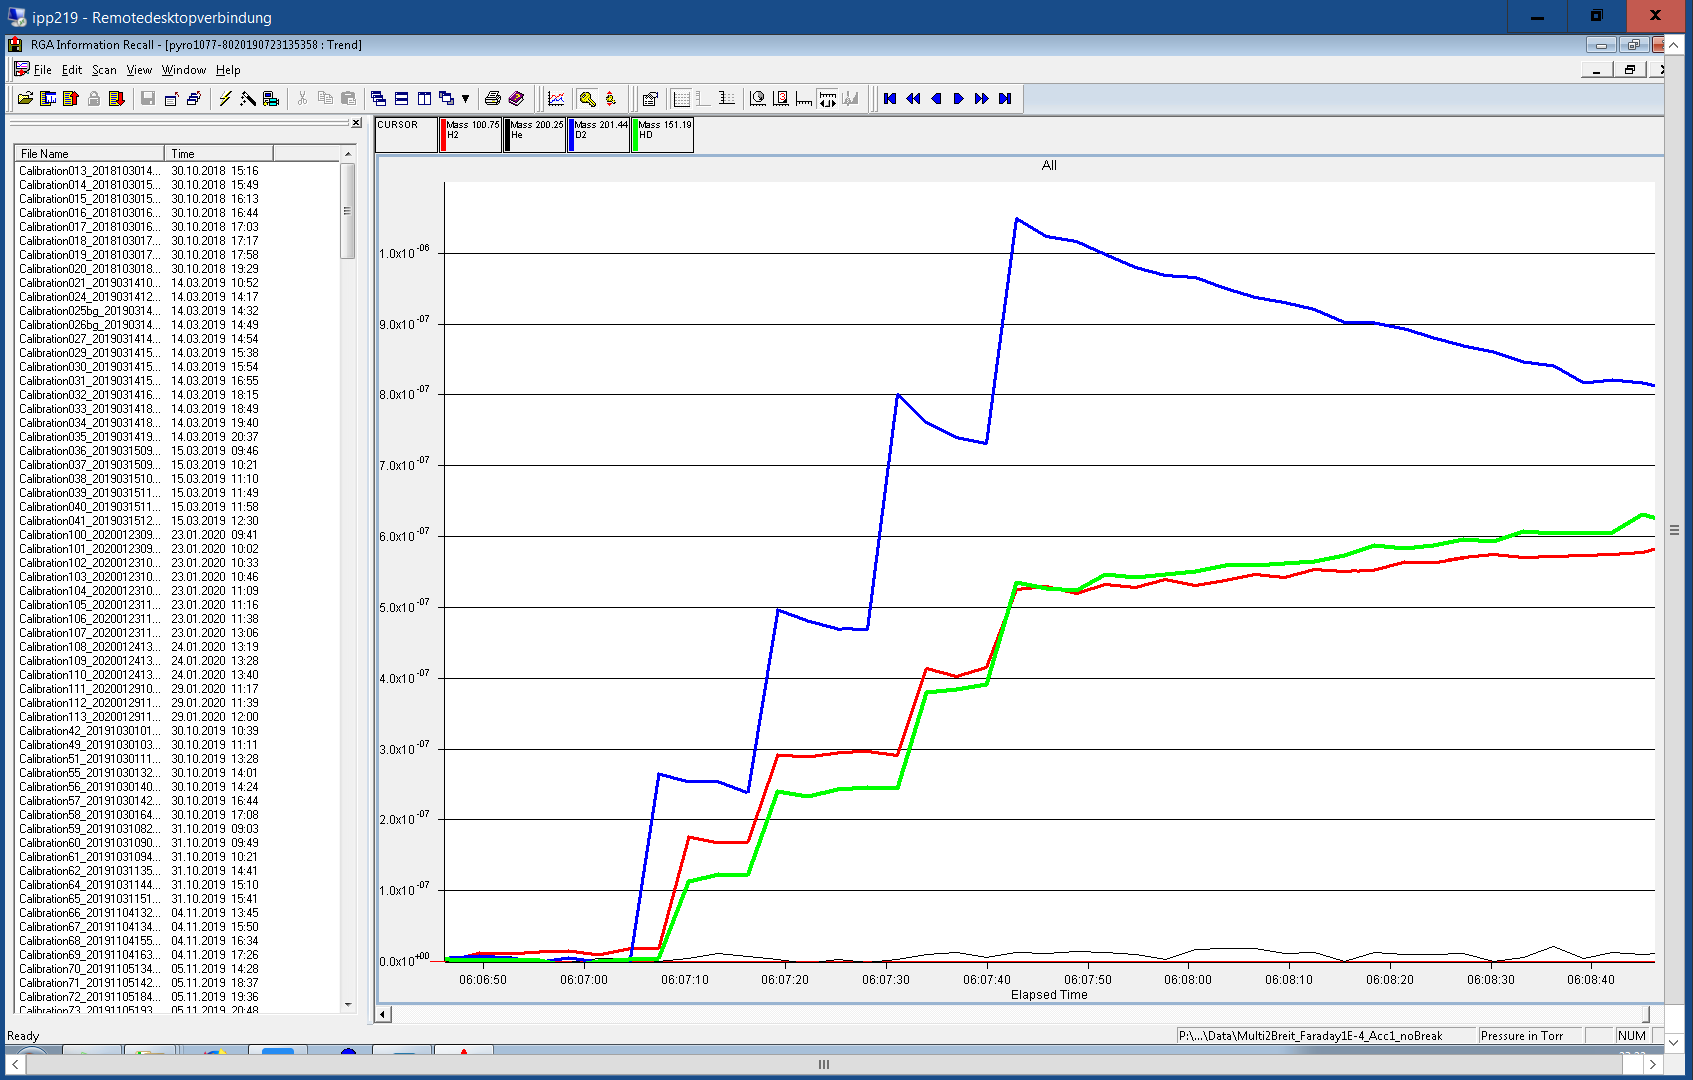 ipp219 - Remotedesktopverbindung
RGA Information Recall - [pyro1077-8020190723135358 : Trend]
File Edit Scan View Window Help
CURSOR
Mass 100.75
H2
Mass 200.25
He
Mass 201.44
D2
Mass 151.19
HD
File Name Time
Calibration013_2018103014... 30.10.2018 15:16
Calibration014_2018103015... 30.10.2018 15:49
Calibration015_2018103015... 30.10.2018 16:13
Calibration016_2018103016... 30.10.2018 16:44
Calibration017_2018103016... 30.10.2018 17:03
Calibration018_2018103017... 30.10.2018 17:17
Calibration019_2018103017... 30.10.2018 17:58
Calibration020_2018103018... 30.10.2018 19:29
Calibration021_2019031410... 14.03.2019 10:52
Calibration024_2019031412... 14.03.2019 14:17
Calibration025bg_20190314... 14.03.2019 14:32
Calibration026bg_20190314... 14.03.2019 14:49
Calibration027_2019031414... 14.03.2019 14:54
Calibration029_2019031415... 14.03.2019 15:38
Calibration030_2019031415... 14.03.2019 15:54
Calibration031_2019031415... 14.03.2019 16:55
Calibration032_2019031416... 14.03.2019 18:15
Calibration033_2019031418... 14.03.2019 18:49
Calibration034_2019031418... 14.03.2019 19:40
Calibration035_2019031419... 14.03.2019 20:37
Calibration036_2019031509... 15.03.2019 09:46
Calibration037_2019031509... 15.03.2019 10:21
Calibration038_2019031510... 15.03.2019 11:10
Calibration039_2019031511... 15.03.2019 11:49
Calibration040_2019031511... 15.03.2019 11:58
Calibration041_2019031512... 15.03.2019 12:30
Calibration100_2020012309... 23.01.2020 09:41
Calibration101_2020012309... 23.01.2020 10:02
Calibration102_2020012310... 23.01.2020 10:33
Calibration103_2020012310... 23.01.2020 10:46
Calibration104_2020012310... 23.01.2020 11:09
Calibration105_2020012311... 23.01.2020 11:16
Calibration106_2020012311... 23.01.2020 11:38
Calibration107_2020012311... 23.01.2020 13:06
Calibration108_2020012413... 24.01.2020 13:19
Calibration109_2020012413... 24.01.2020 13:28
Calibration110_2020012413... 24.01.2020 13:40
Calibration111_2020012910... 29.01.2020 11:17
Calibration112_2020012911... 29.01.2020 11:39
Calibration113_2020012911... 29.01.2020 12:00
Calibration42_20191030101... 30.10.2019 10:39
Calibration49_20191030103... 30.10.2019 11:11
Calibration51_20191030111... 30.10.2019 13:28
Calibration55_20191030132... 30.10.2019 14:01
Calibration56_20191030140... 30.10.2019 14:24
Calibration57_20191030142... 30.10.2019 16:44
Calibration58_20191030164... 30.10.2019 17:08
Calibration59_20191031082... 31.10.2019 09:03
Calibration60_20191031090... 31.10.2019 09:49
Calibration61_20191031094... 31.10.2019 10:21
Calibration62_20191031135... 31.10.2019 14:41
Calibration64_20191031144... 31.10.2019 15:10
Calibration65_20191031151... 31.10.2019 15:41
Calibration66_20191104132... 04.11.2019 13:45
Calibration67_20191104134... 04.11.2019 15:50
Calibration68_20191104155... 04.11.2019 16:34
Calibration69_20191104163... 04.11.2019 17:26
Calibration70_20191105134... 05.11.2019 14:28
Calibration71_20191105142... 05.11.2019 18:37
Calibration72_20191105184... 05.11.2019 19:36
Calibration73_20191105193... 05.11.2019 20:48
All
1.0x10-06
9.0x10-07
8.0x10-07
7.0x10-07
6.0x10-07
5.0x10-07
4.0x10-07
3.0x10-07
2.0x10-07
1.0x10-07
0.0x10+00
06:06:50 06:07:00 06:07:10 06:07:20 06:07:30 06:07:40 06:07:50 06:08:00 06:08:10 06:08:20 06:08:30 06:08:40
Elapsed Time
Ready
P:\...\Data\Multi2Breit_Faraday1E-4_Acc1_noBreak
Pressure in Torr
NUM